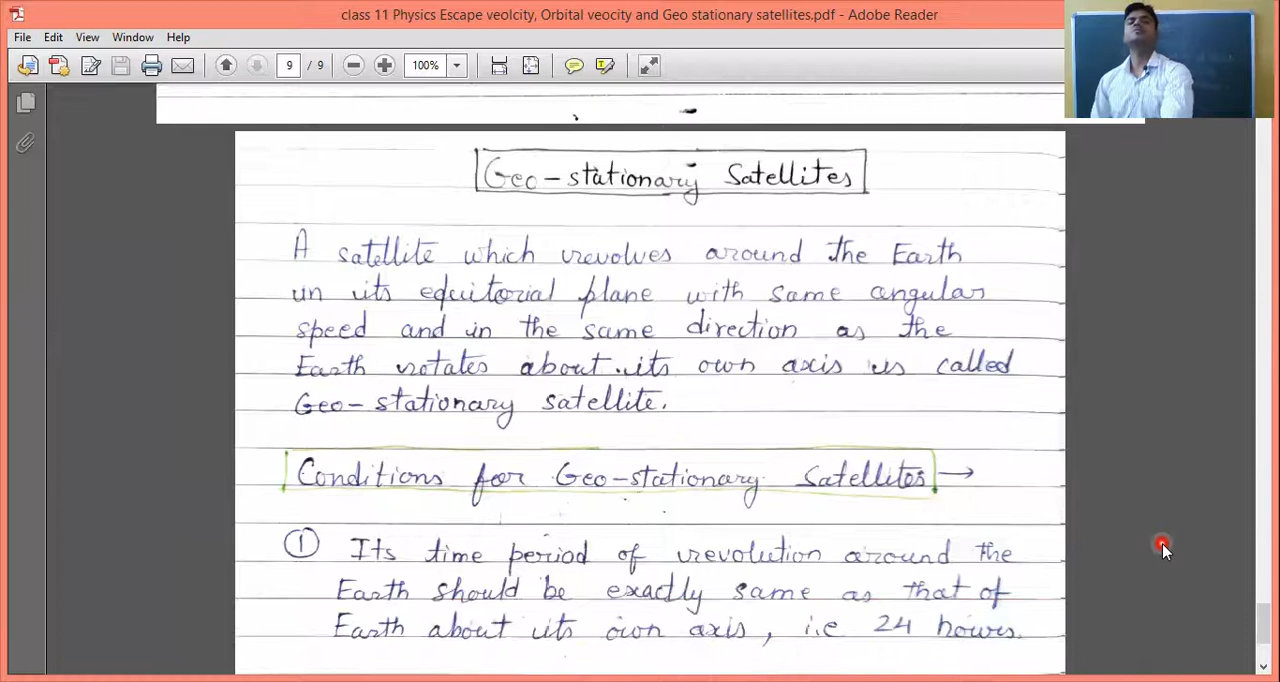 class 11 Physics Escape veolcity, Orbital veocity and Geo stationary satellites.pdf - Adobe Reader
File Edit View Window Help
9 / 9 100%
Geo-stationary Satellites
A satellite which revolves around the Earth
in its equitorial plane with same angular
speed and in the same direction as the
Earth rotates about its own axis is called
Geo-stationary satellite.
Conditions for Geo-stationary Satellites →
① Its time period of revolution around the
Earth should be exactly same as that of
Earth about its own axis, i.e 24 hours.